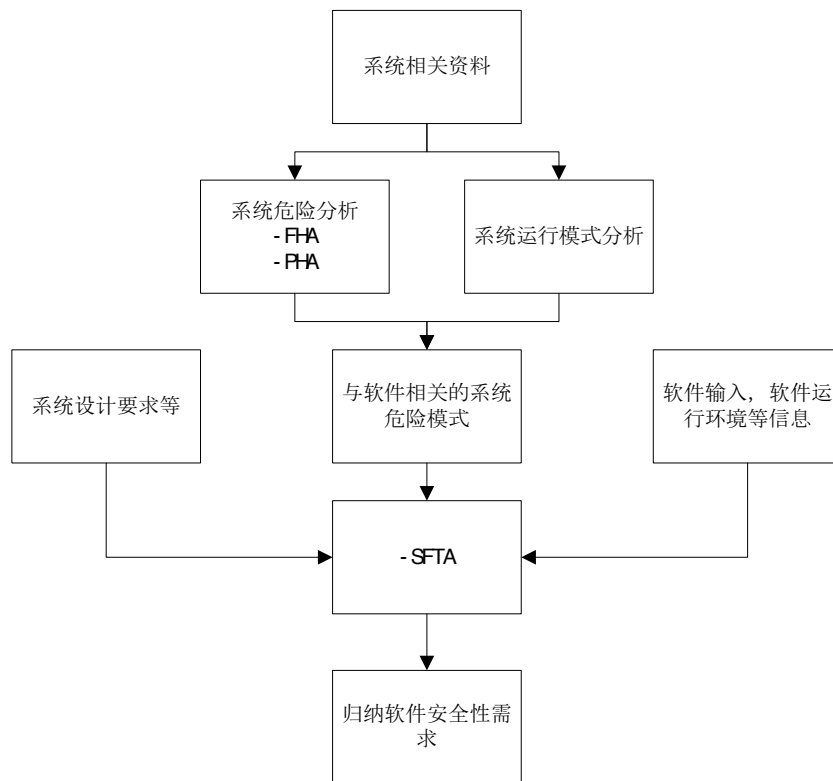 系统相关资料
系统危险分析
- FHA
- PHA
系统运行模式分析
系统设计要求等
与软件相关的系统
危险模式
软件输入，软件运
行环境等信息
- SFTA
归纳软件安全性需
求